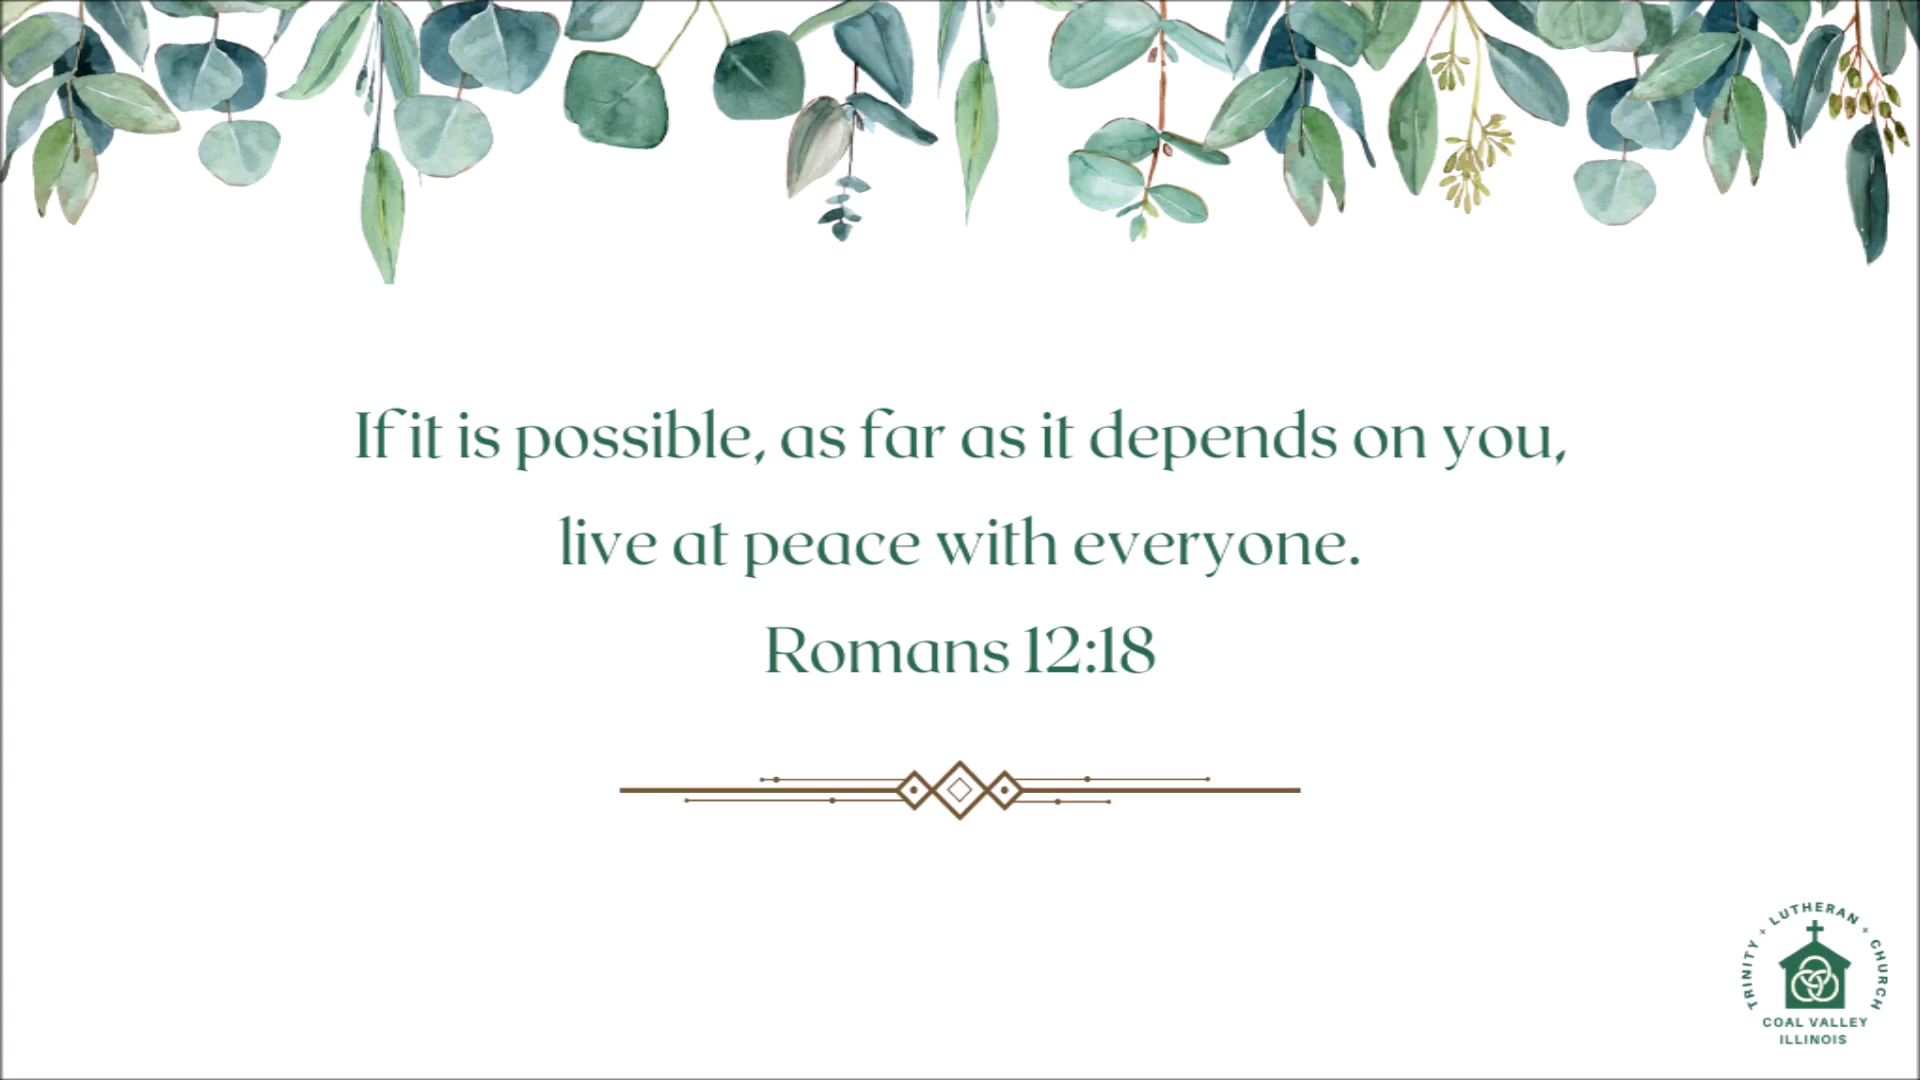 If it is possible, as far as it depends on you,
live at peace with everyone.
Romans 12:18
TRINITY + LUTHERAN + CHURCH
COAL VALLEY
ILLINOIS